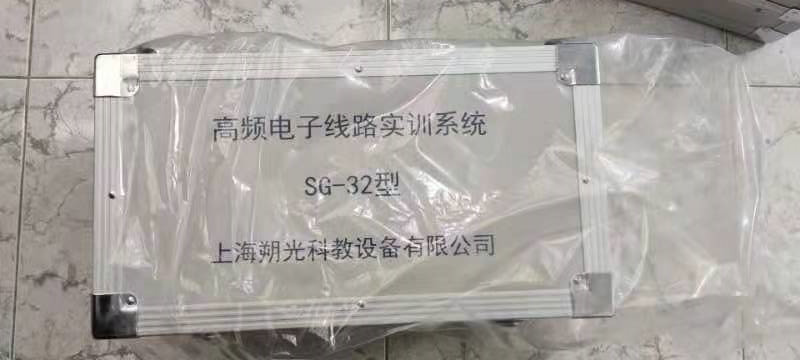 高频电子线路实训系统
SG-32型
上海朔光科教设备有限公司